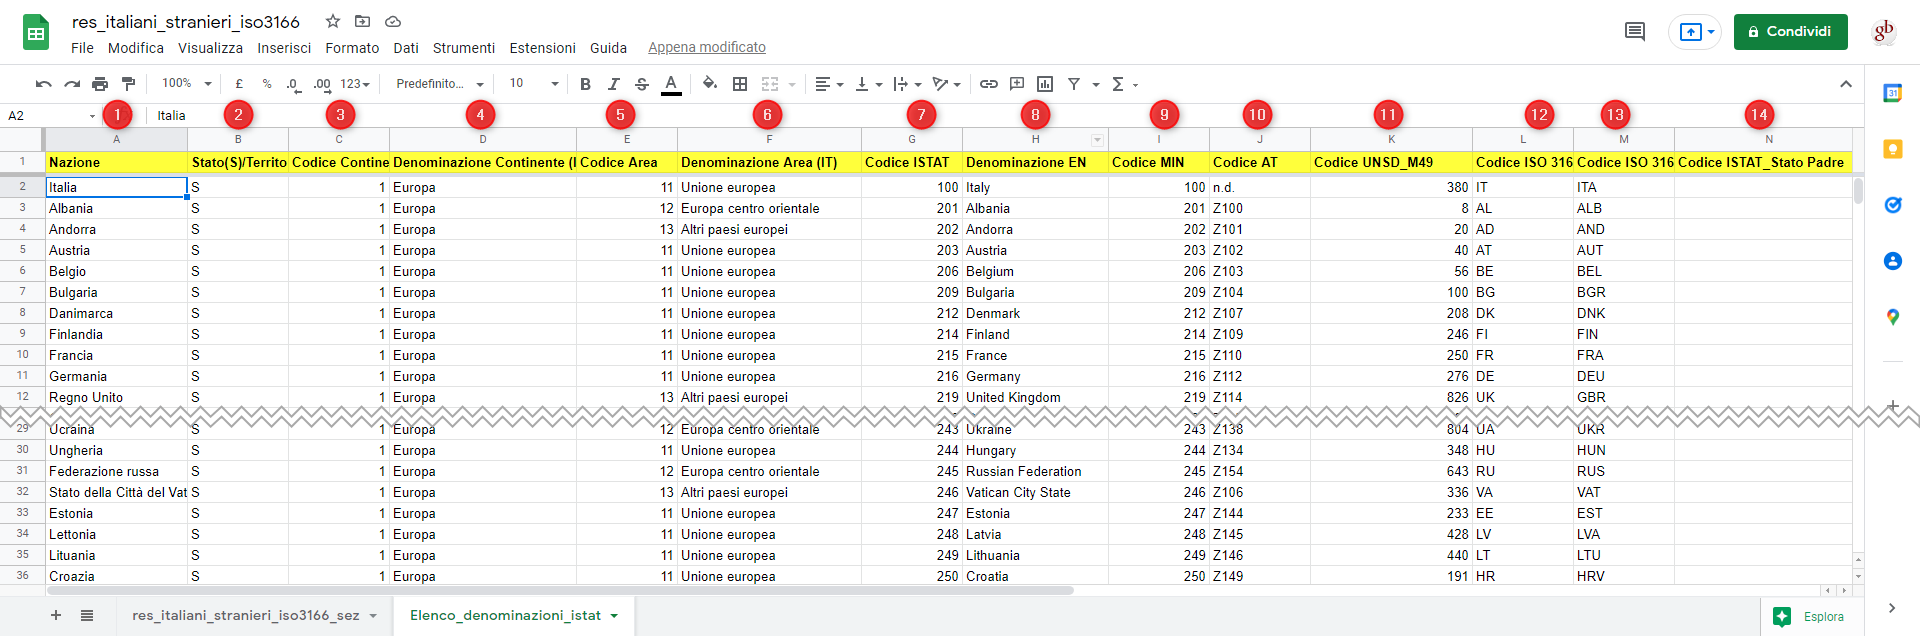 res_italiani_stranieri_iso3166
File Modifica Visualizza Inserisci Formato Dati Strumenti Estensioni Guida Appena modificato
Condividi
gb
100% £ % .0 .00 123 Predefinito... 10 B I S A Σ
31
A2 Italia
1 2 3 4 5 6 7 8 9 10 11 12 13 14
A B C D E F G H I J K L M N
1 Nazione Stato(S)/Territo Codice Contine Denominazione Continente (I Codice Area Denominazione Area (IT) Codice ISTAT Denominazione EN Codice MIN Codice AT Codice UNSD_M49 Codice ISO 316 Codice ISO 316 Codice ISTAT_Stato Padre
2 Italia S 1 Europa 11 Unione europea 100 Italy 100 n.d. 380 IT ITA
3 Albania S 1 Europa 12 Europa centro orientale 201 Albania 201 Z100 8 AL ALB
4 Andorra S 1 Europa 13 Altri paesi europei 202 Andorra 202 Z101 20 AD AND
5 Austria S 1 Europa 11 Unione europea 203 Austria 203 Z102 40 AT AUT
6 Belgio S 1 Europa 11 Unione europea 206 Belgium 206 Z103 56 BE BEL
7 Bulgaria S 1 Europa 11 Unione europea 209 Bulgaria 209 Z104 100 BG BGR
8 Danimarca S 1 Europa 11 Unione europea 212 Denmark 212 Z107 208 DK DNK
9 Finlandia S 1 Europa 11 Unione europea 214 Finland 214 Z109 246 FI FIN
10 Francia S 1 Europa 11 Unione europea 215 France 215 Z110 250 FR FRA
11 Germania S 1 Europa 11 Unione europea 216 Germany 216 Z112 276 DE DEU
12 Regno Unito S 1 Europa 13 Altri paesi europei 219 United Kingdom 219 Z114 826 UK GBR
29 Ucraina S 1 Europa 12 Europa centro orientale 243 Ukraine 243 Z138 804 UA UKR
30 Ungheria S 1 Europa 11 Unione europea 244 Hungary 244 Z134 348 HU HUN
31 Federazione russa S 1 Europa 12 Europa centro orientale 245 Russian Federation 245 Z154 643 RU RUS
32 Stato della Città del Vat S 1 Europa 13 Altri paesi europei 246 Vatican City State 246 Z106 336 VA VAT
33 Estonia S 1 Europa 11 Unione europea 247 Estonia 247 Z144 233 EE EST
34 Lettonia S 1 Europa 11 Unione europea 248 Latvia 248 Z145 428 LV LVA
35 Lituania S 1 Europa 11 Unione europea 249 Lithuania 249 Z146 440 LT LTU
36 Croazia S 1 Europa 11 Unione europea 250 Croatia 250 Z149 191 HR HRV
res_italiani_stranieri_iso3166_sez Elenco_denominazioni_istat Esplora